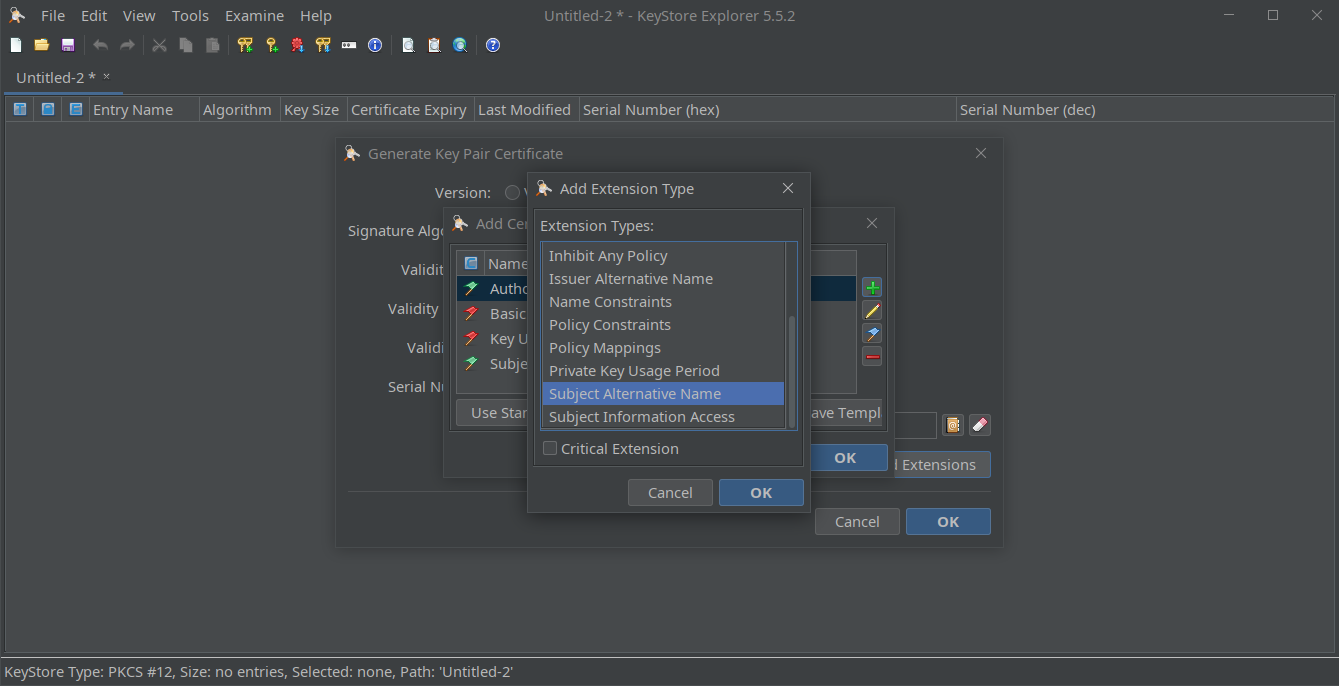 File Edit View Tools Examine Help
Untitled-2 * - KeyStore Explorer 5.5.2
Untitled-2 *
Entry Name Algorithm Key Size Certificate Expiry Last Modified Serial Number (hex) Serial Number (dec)
Generate Key Pair Certificate
Version:
Signature Algo
Validit
Validity
Validi
Serial Nu
Extensions
Cancel OK
Add Cer
Name
Autho
Basic
Key U
Subje
Use Stan
ave Templ
OK
Add Extension Type
Extension Types:
Inhibit Any Policy
Issuer Alternative Name
Name Constraints
Policy Constraints
Policy Mappings
Private Key Usage Period
Subject Alternative Name
Subject Information Access
Critical Extension
Cancel OK
KeyStore Type: PKCS #12, Size: no entries, Selected: none, Path: 'Untitled-2'